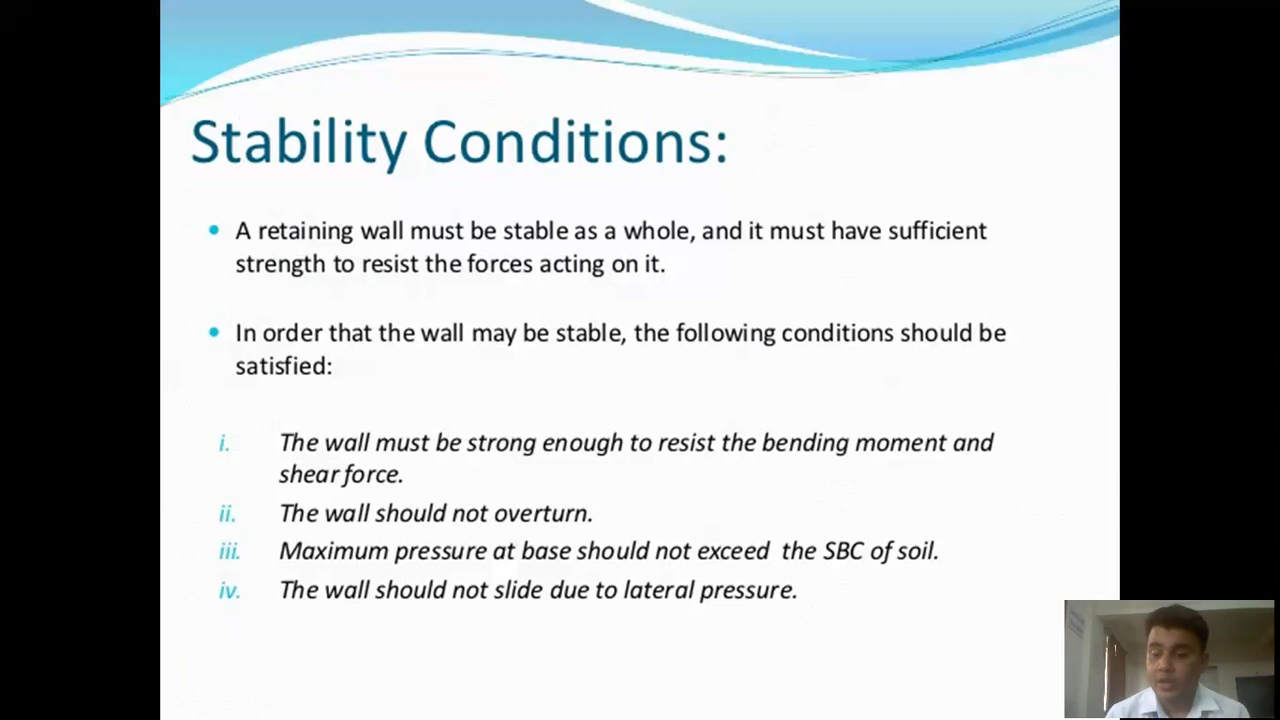 Stability Conditions:
• A retaining wall must be stable as a whole, and it must have sufficient
strength to resist the forces acting on it.
• In order that the wall may be stable, the following conditions should be
satisfied:
i. The wall must be strong enough to resist the bending moment and
shear force.
ii. The wall should not overturn.
iii. Maximum pressure at base should not exceed the SBC of soil.
iv. The wall should not slide due to lateral pressure.